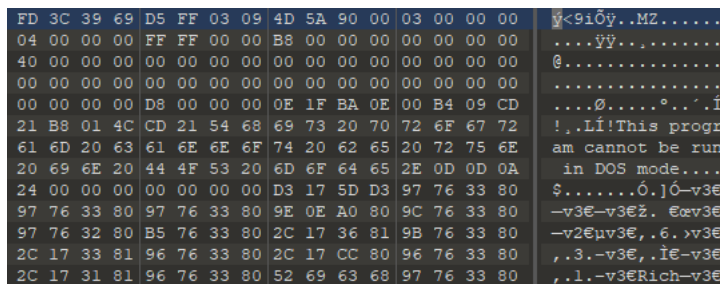 FD 3C 39 69 D5 FF 03 09 4D 5A 90 00 03 00 00 00 ý<9iÕÿ..MZ......
04 00 00 00 FF FF 00 00 B8 00 00 00 00 00 00 00 ....ÿÿ..¸.......
40 00 00 00 00 00 00 00 00 00 00 00 00 00 00 00 @...............
00 00 00 00 00 00 00 00 00 00 00 00 00 00 00 00 ................
00 00 00 00 D8 00 00 00 0E 1F BA 0E 00 B4 09 CD ....Ø.....º..´.Í
21 B8 01 4C CD 21 54 68 69 73 20 70 72 6F 67 72 !¸.LÍ!This progr
61 6D 20 63 61 6E 6E 6F 74 20 62 65 20 72 75 6E am cannot be run
20 69 6E 20 44 4F 53 20 6D 6F 64 65 2E 0D 0D 0A in DOS mode....
24 00 00 00 00 00 00 00 D3 17 5D D3 97 76 33 80 $.......Ó.]Ó—v3€
97 76 33 80 97 76 33 80 9E 0E A0 80 9C 76 33 80 —v3€—v3€ž. €œv3€
97 76 32 80 B5 76 33 80 2C 17 36 81 9B 76 33 80 —v2€µv3€,.6.›v3€
2C 17 33 81 96 76 33 80 2C 17 CC 80 96 76 33 80 ,.3.–v3€,.Ì€–v3€
2C 17 31 81 96 76 33 80 52 69 63 68 97 76 33 80 ,.1.–v3€Rich—v3€